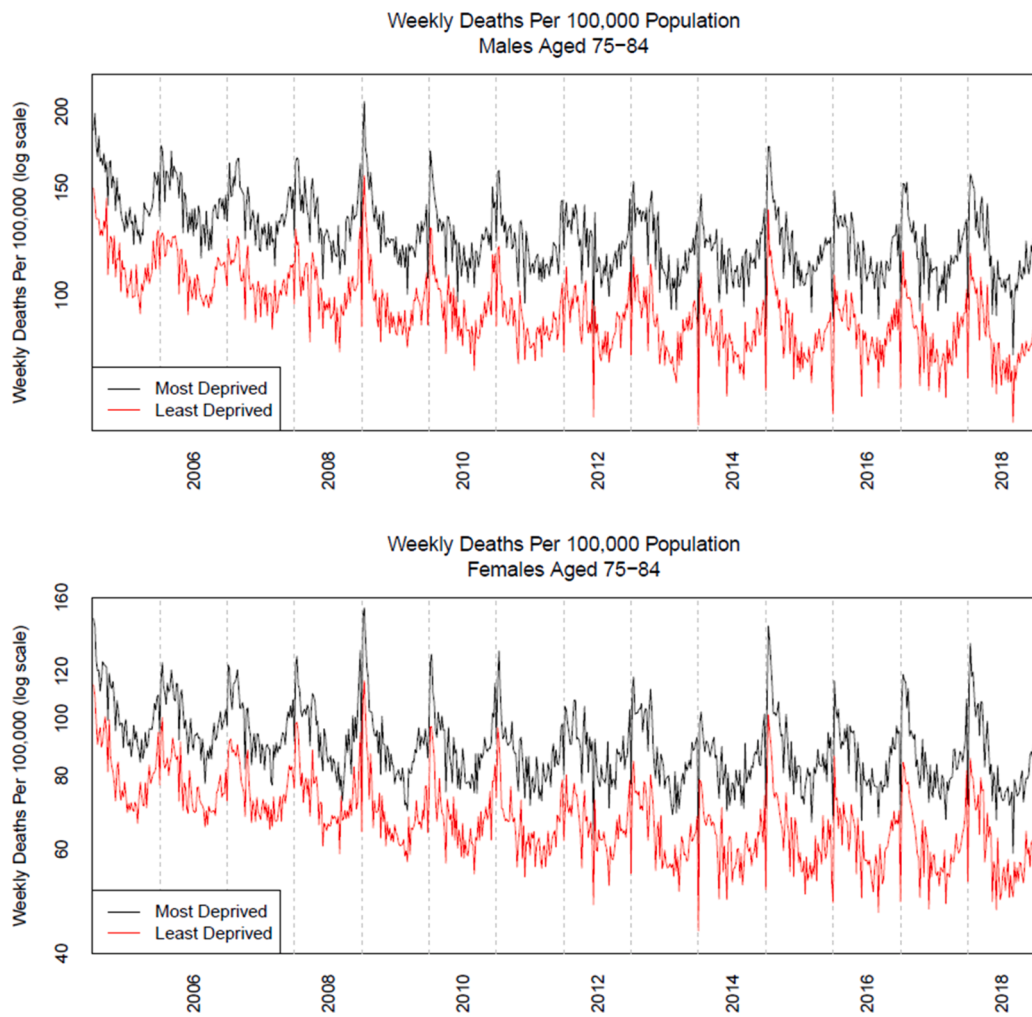 Weekly Deaths Per 100,000 Population
Males Aged 75−84
Weekly Deaths Per 100,000 (log scale)
200
150
100
Most Deprived
Least Deprived
2006
2008
2010
2012
2014
2016
2018
Weekly Deaths Per 100,000 Population
Females Aged 75−84
Weekly Deaths Per 100,000 (log scale)
160
120
100
80
60
40
Most Deprived
Least Deprived
2006
2008
2010
2012
2014
2016
2018